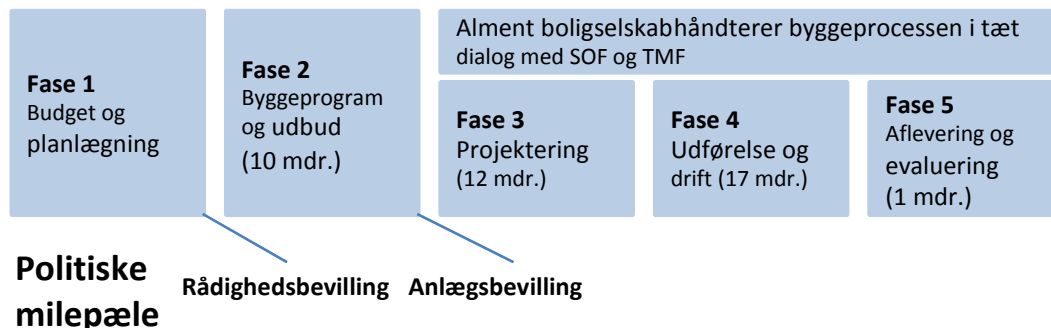 Fase 1
Budget og
planlægning
Fase 2
Byggeprogram
og udbud
(10 mdr.)
Alment boligselskabhåndterer byggeprocessen i tæt
dialog med SOF og TMF
Fase 3
Projektering
(12 mdr.)
Fase 4
Udførelse og
drift (17 mdr.)
Fase 5
Aflevering og
evaluering
(1 mdr.)
Politiske
milepæle
Rådighedsbevilling
Anlægsbevilling